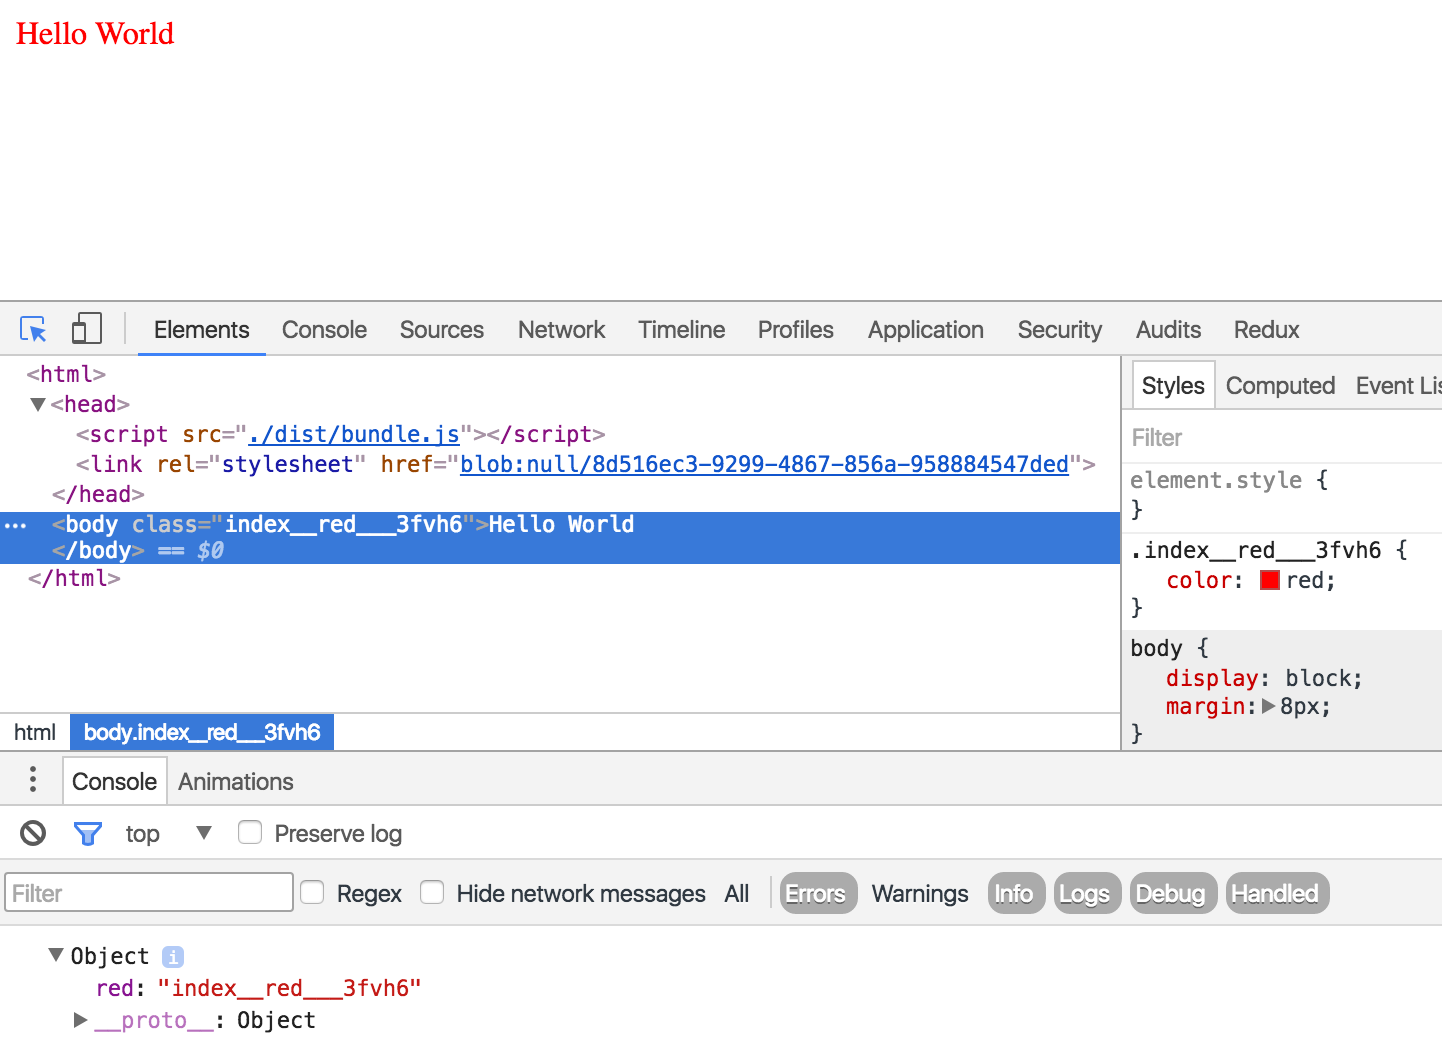 Hello World
Elements Console Sources Network Timeline Profiles Application Security Audits Redux
<html>
<head>
<script src="./dist/bundle.js"></script>
<link rel="stylesheet" href="blob:null/8d516ec3-9299-4867-856a-958884547ded">
</head>
<body class="index__red___3fvh6">Hello World
</body> == $0
</html>
html body.index__red___3fvh6
Styles Computed Event Lis
Filter
element.style {
}
.index__red___3fvh6 {
color: red;
}
body {
display: block;
margin: 8px;
}
Console Animations
top Preserve log
Filter Regex Hide network messages All Errors Warnings Info Logs Debug Handled
Object i
red: "index__red___3fvh6"
__proto__: Object